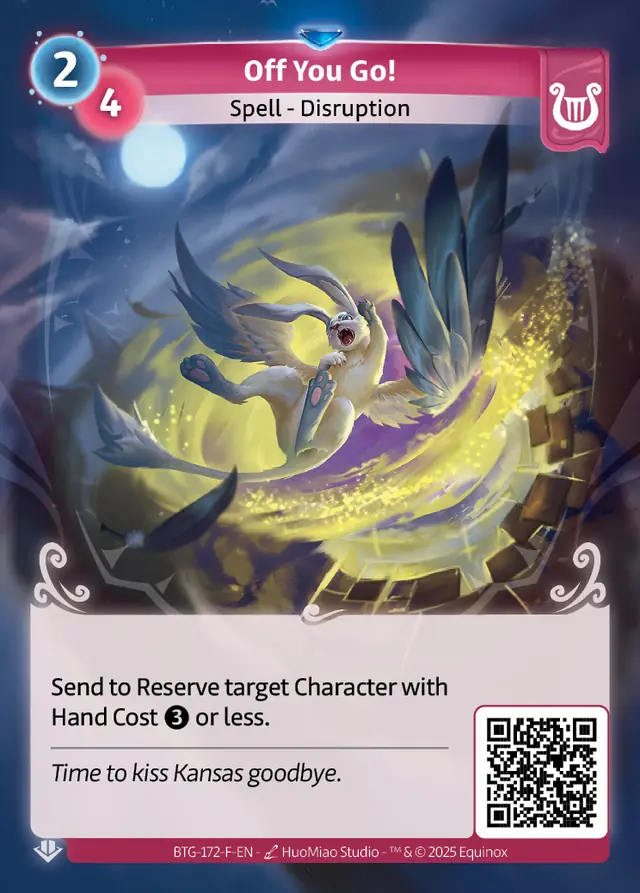 2
Off You Go!
4
Spell - Disruption
Send to Reserve target Character with
Hand Cost 3 or less.
Time to kiss Kansas goodbye.
BTG-172-F-EN - HuoMiao Studio - ™ & © 2025 Equinox